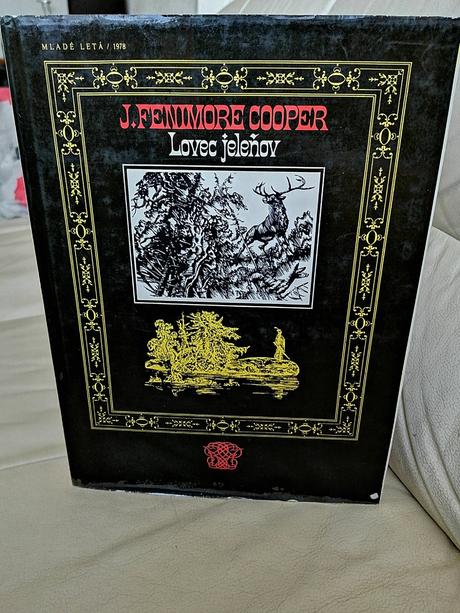 MLADÉ LETÁ / 1978
J. FENIMORE COOPER
Lovec jeleňov